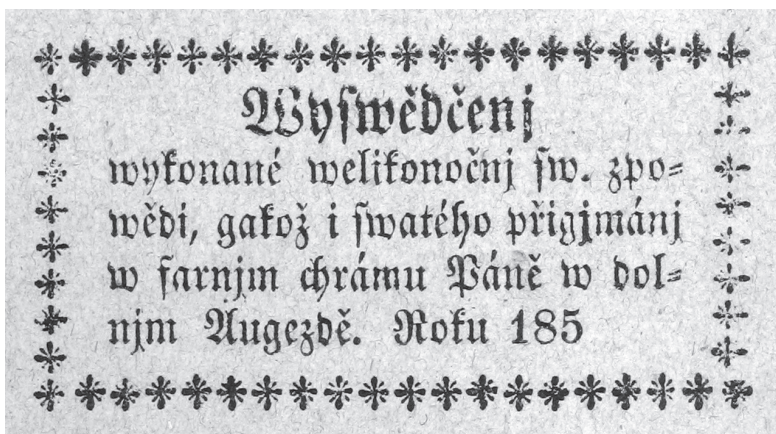 Wyſwědčenj
wykonané welikonočnj ſw. zpo⸗
wědi, gakož i ſwatého přigjmánj
w farnjm chrámu Páně w dol⸗
njm Augezdě. Roku 185